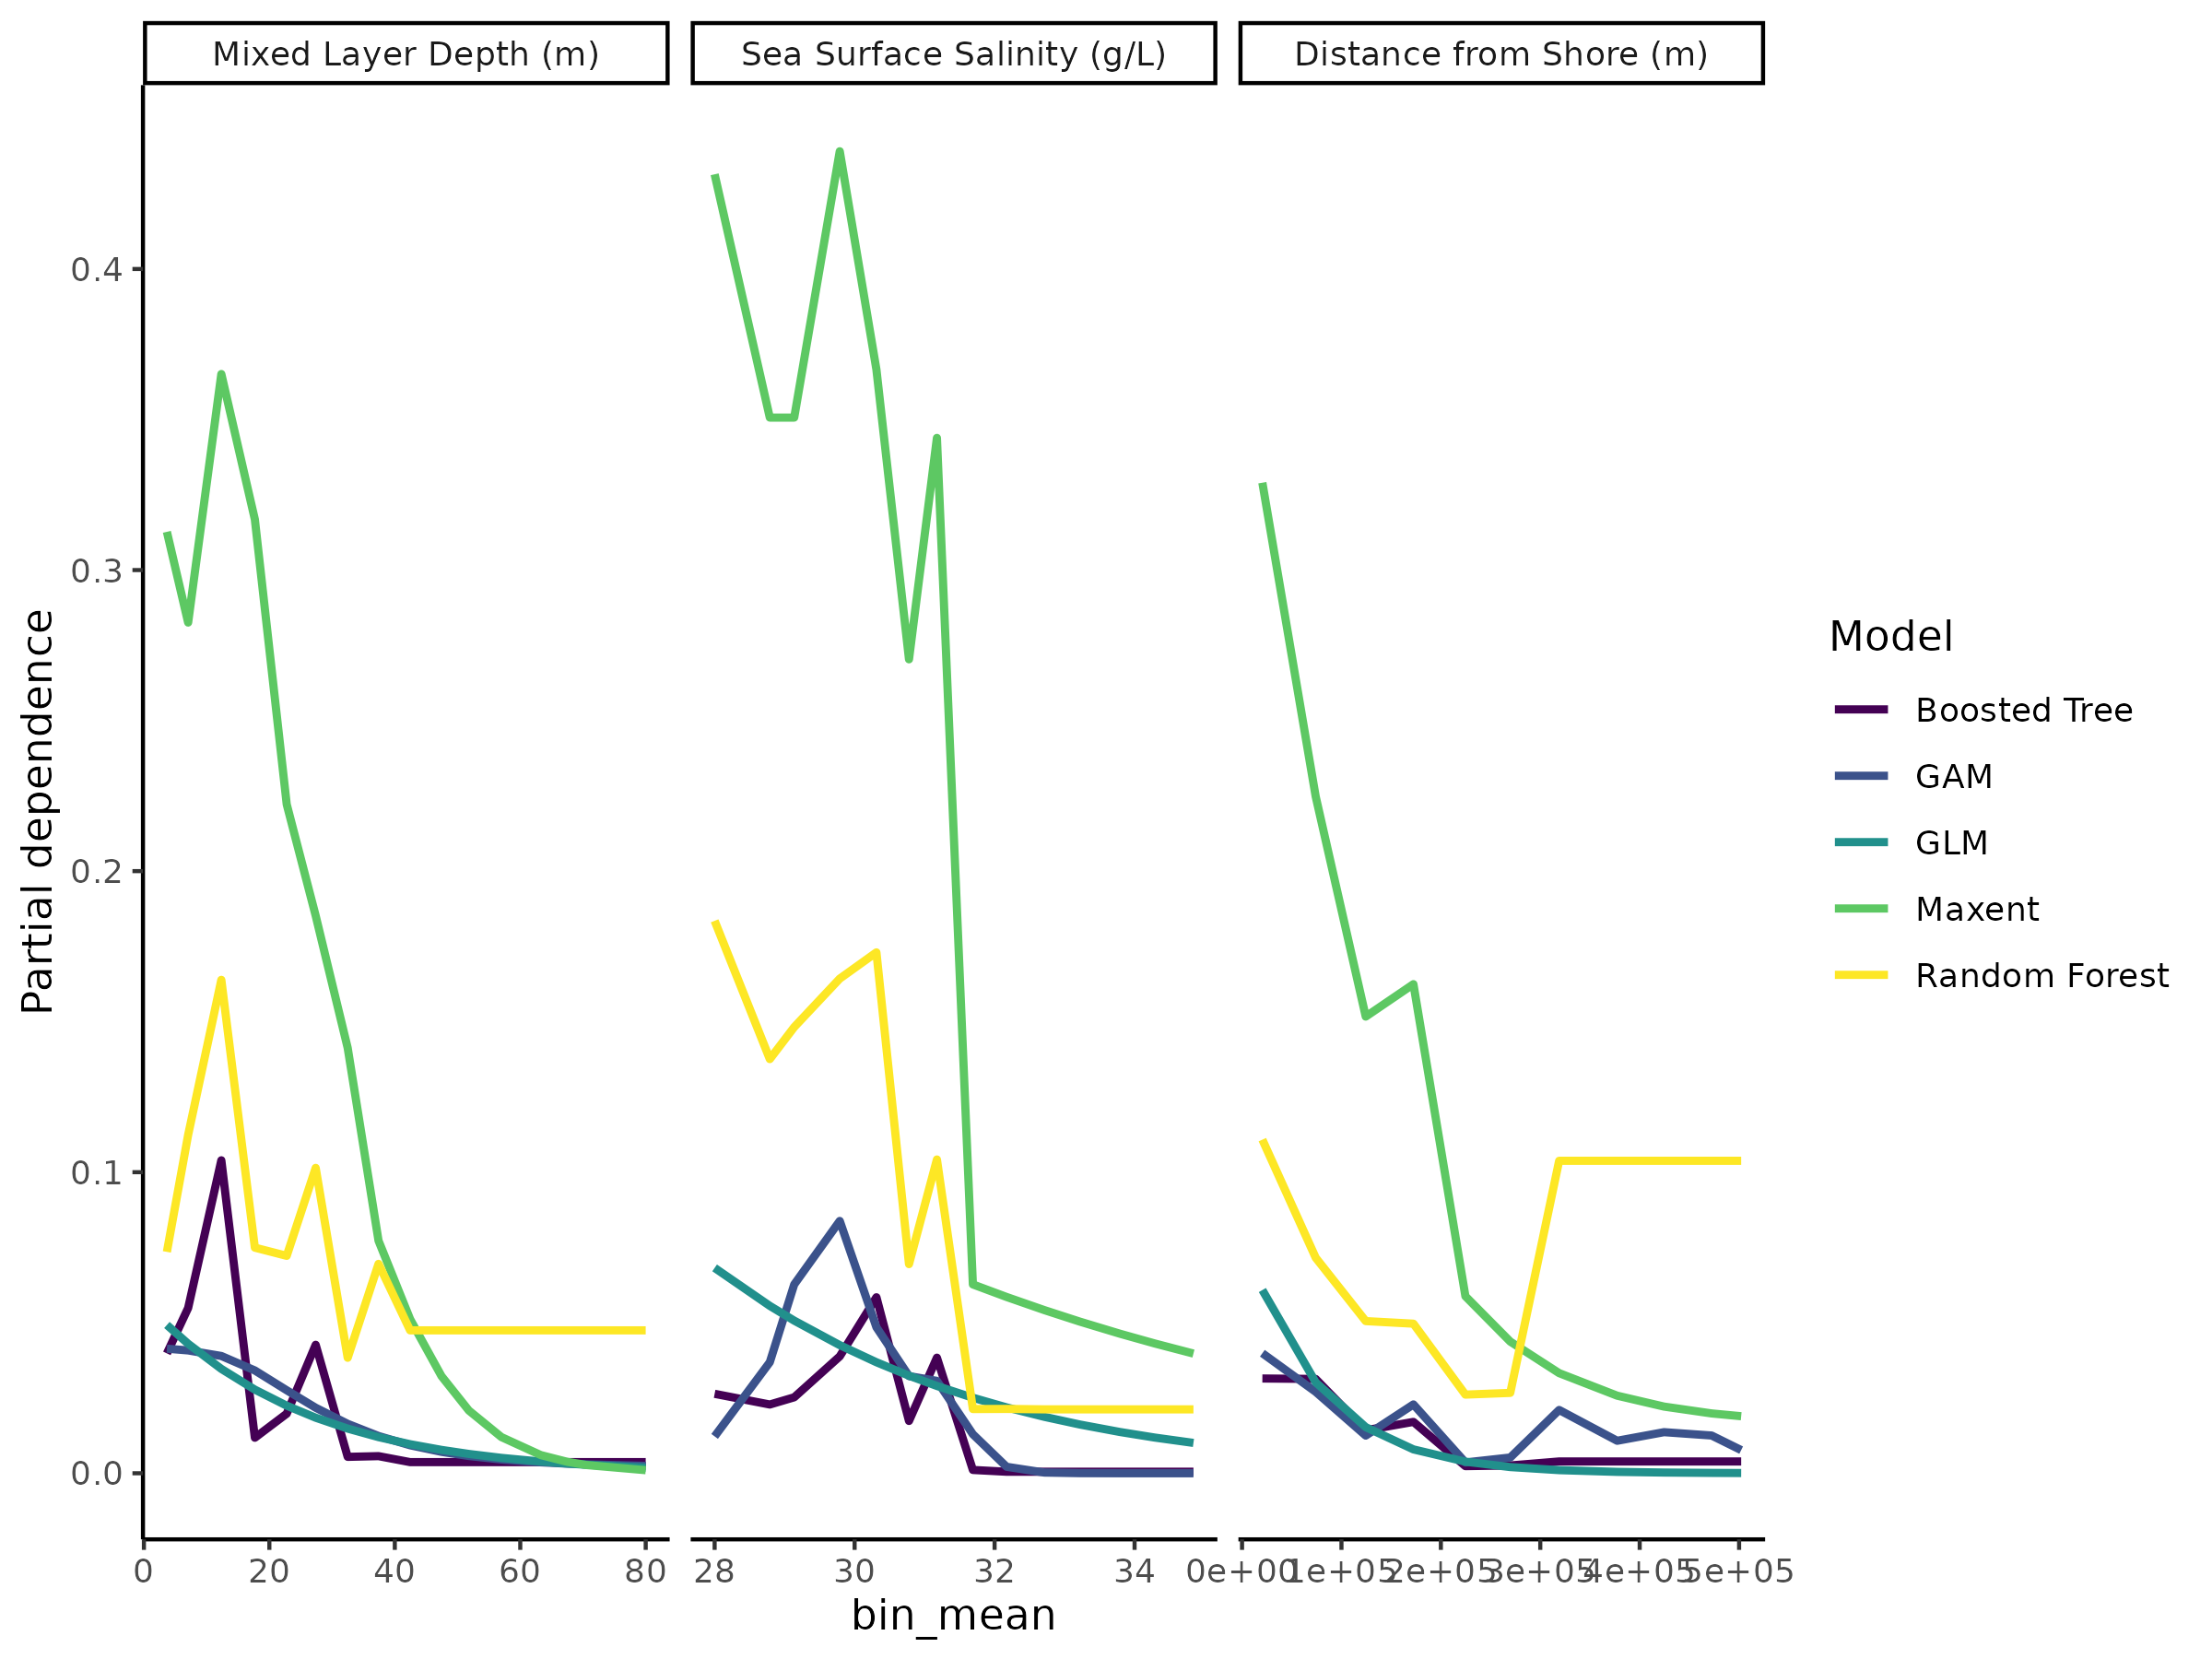 Mixed Layer Depth (m) Sea Surface Salinity (g/L) Distance from Shore (m)
Partial dependence
0.4
0.3
0.2
0.1
0.0
0 20 40 60 80 28 30 32 34 0e+00 1e+05 2e+05 3e+05 4e+05 5e+05
bin_mean
Model
Boosted Tree
GAM
GLM
Maxent
Random Forest